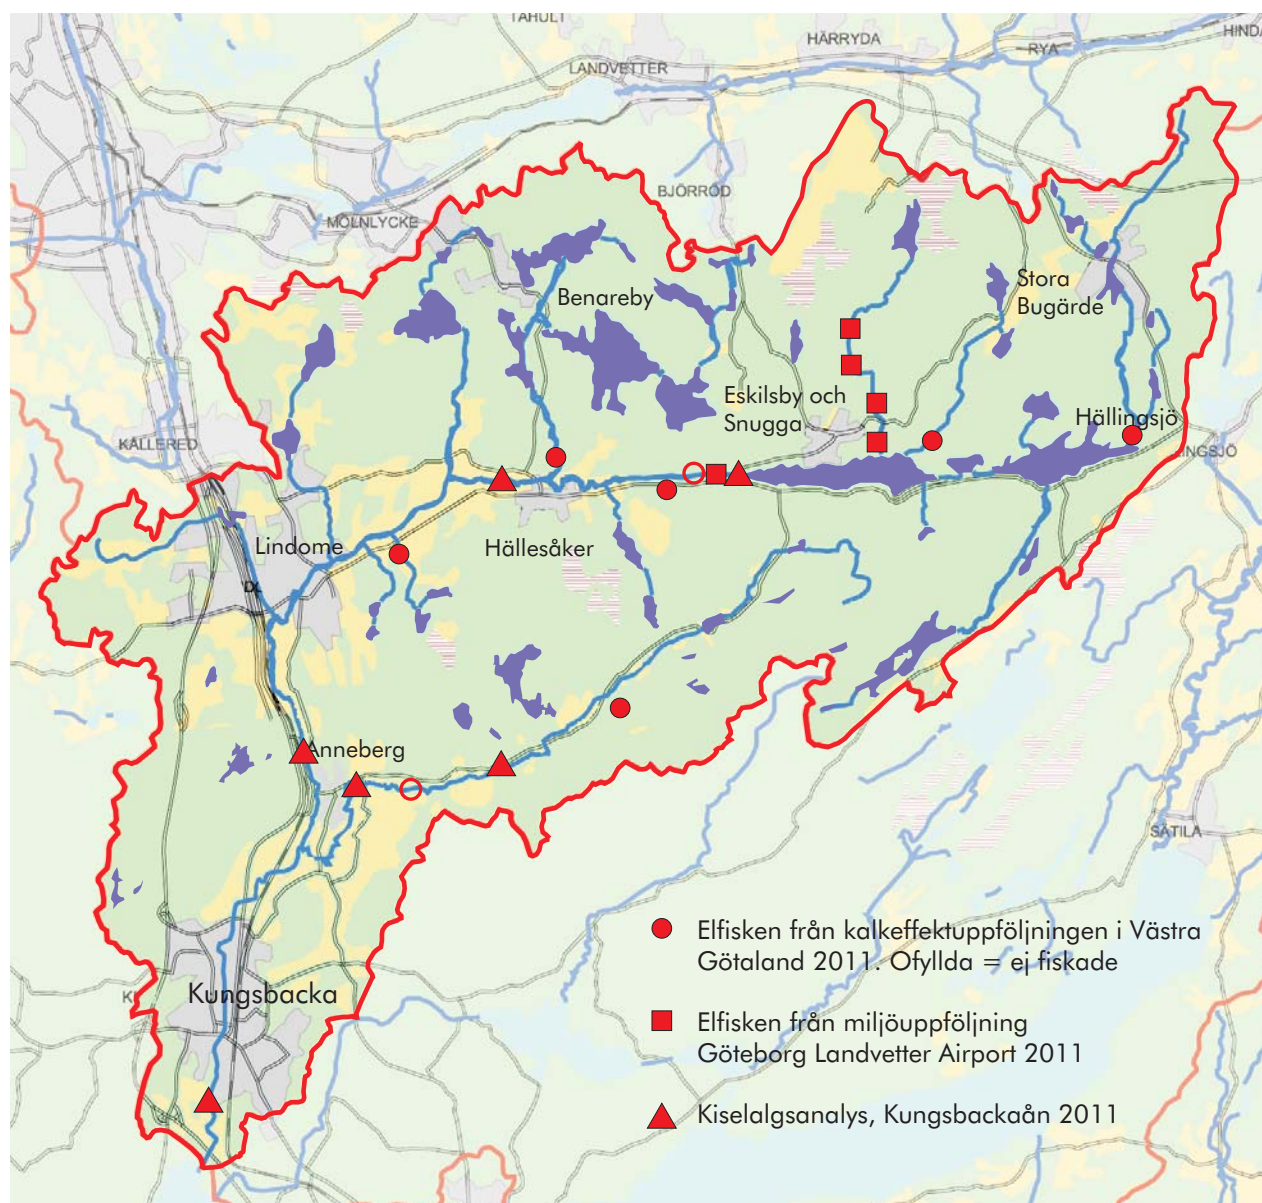 TAHULT
HÄRRYDA
HINDA
RYA
LANDVETTER
BJÖRRÖD
MÖLNLYCKE
Benareby
Stora
Bugärde
Eskilsby och
Snugga
Hällingsjö
INGSJÖ
KÅLLERED
Lindome
Hällesåker
Anneberg
SÄTILA
Kungsbacka
Elfisken från kalkeffektuppföljningen i Västra
Götaland 2011. Ofyllda = ej fiskade
Elfisken från miljöuppföljning
Göteborg Landvetter Airport 2011
Kiselalgsanalys, Kungsbackaån 2011